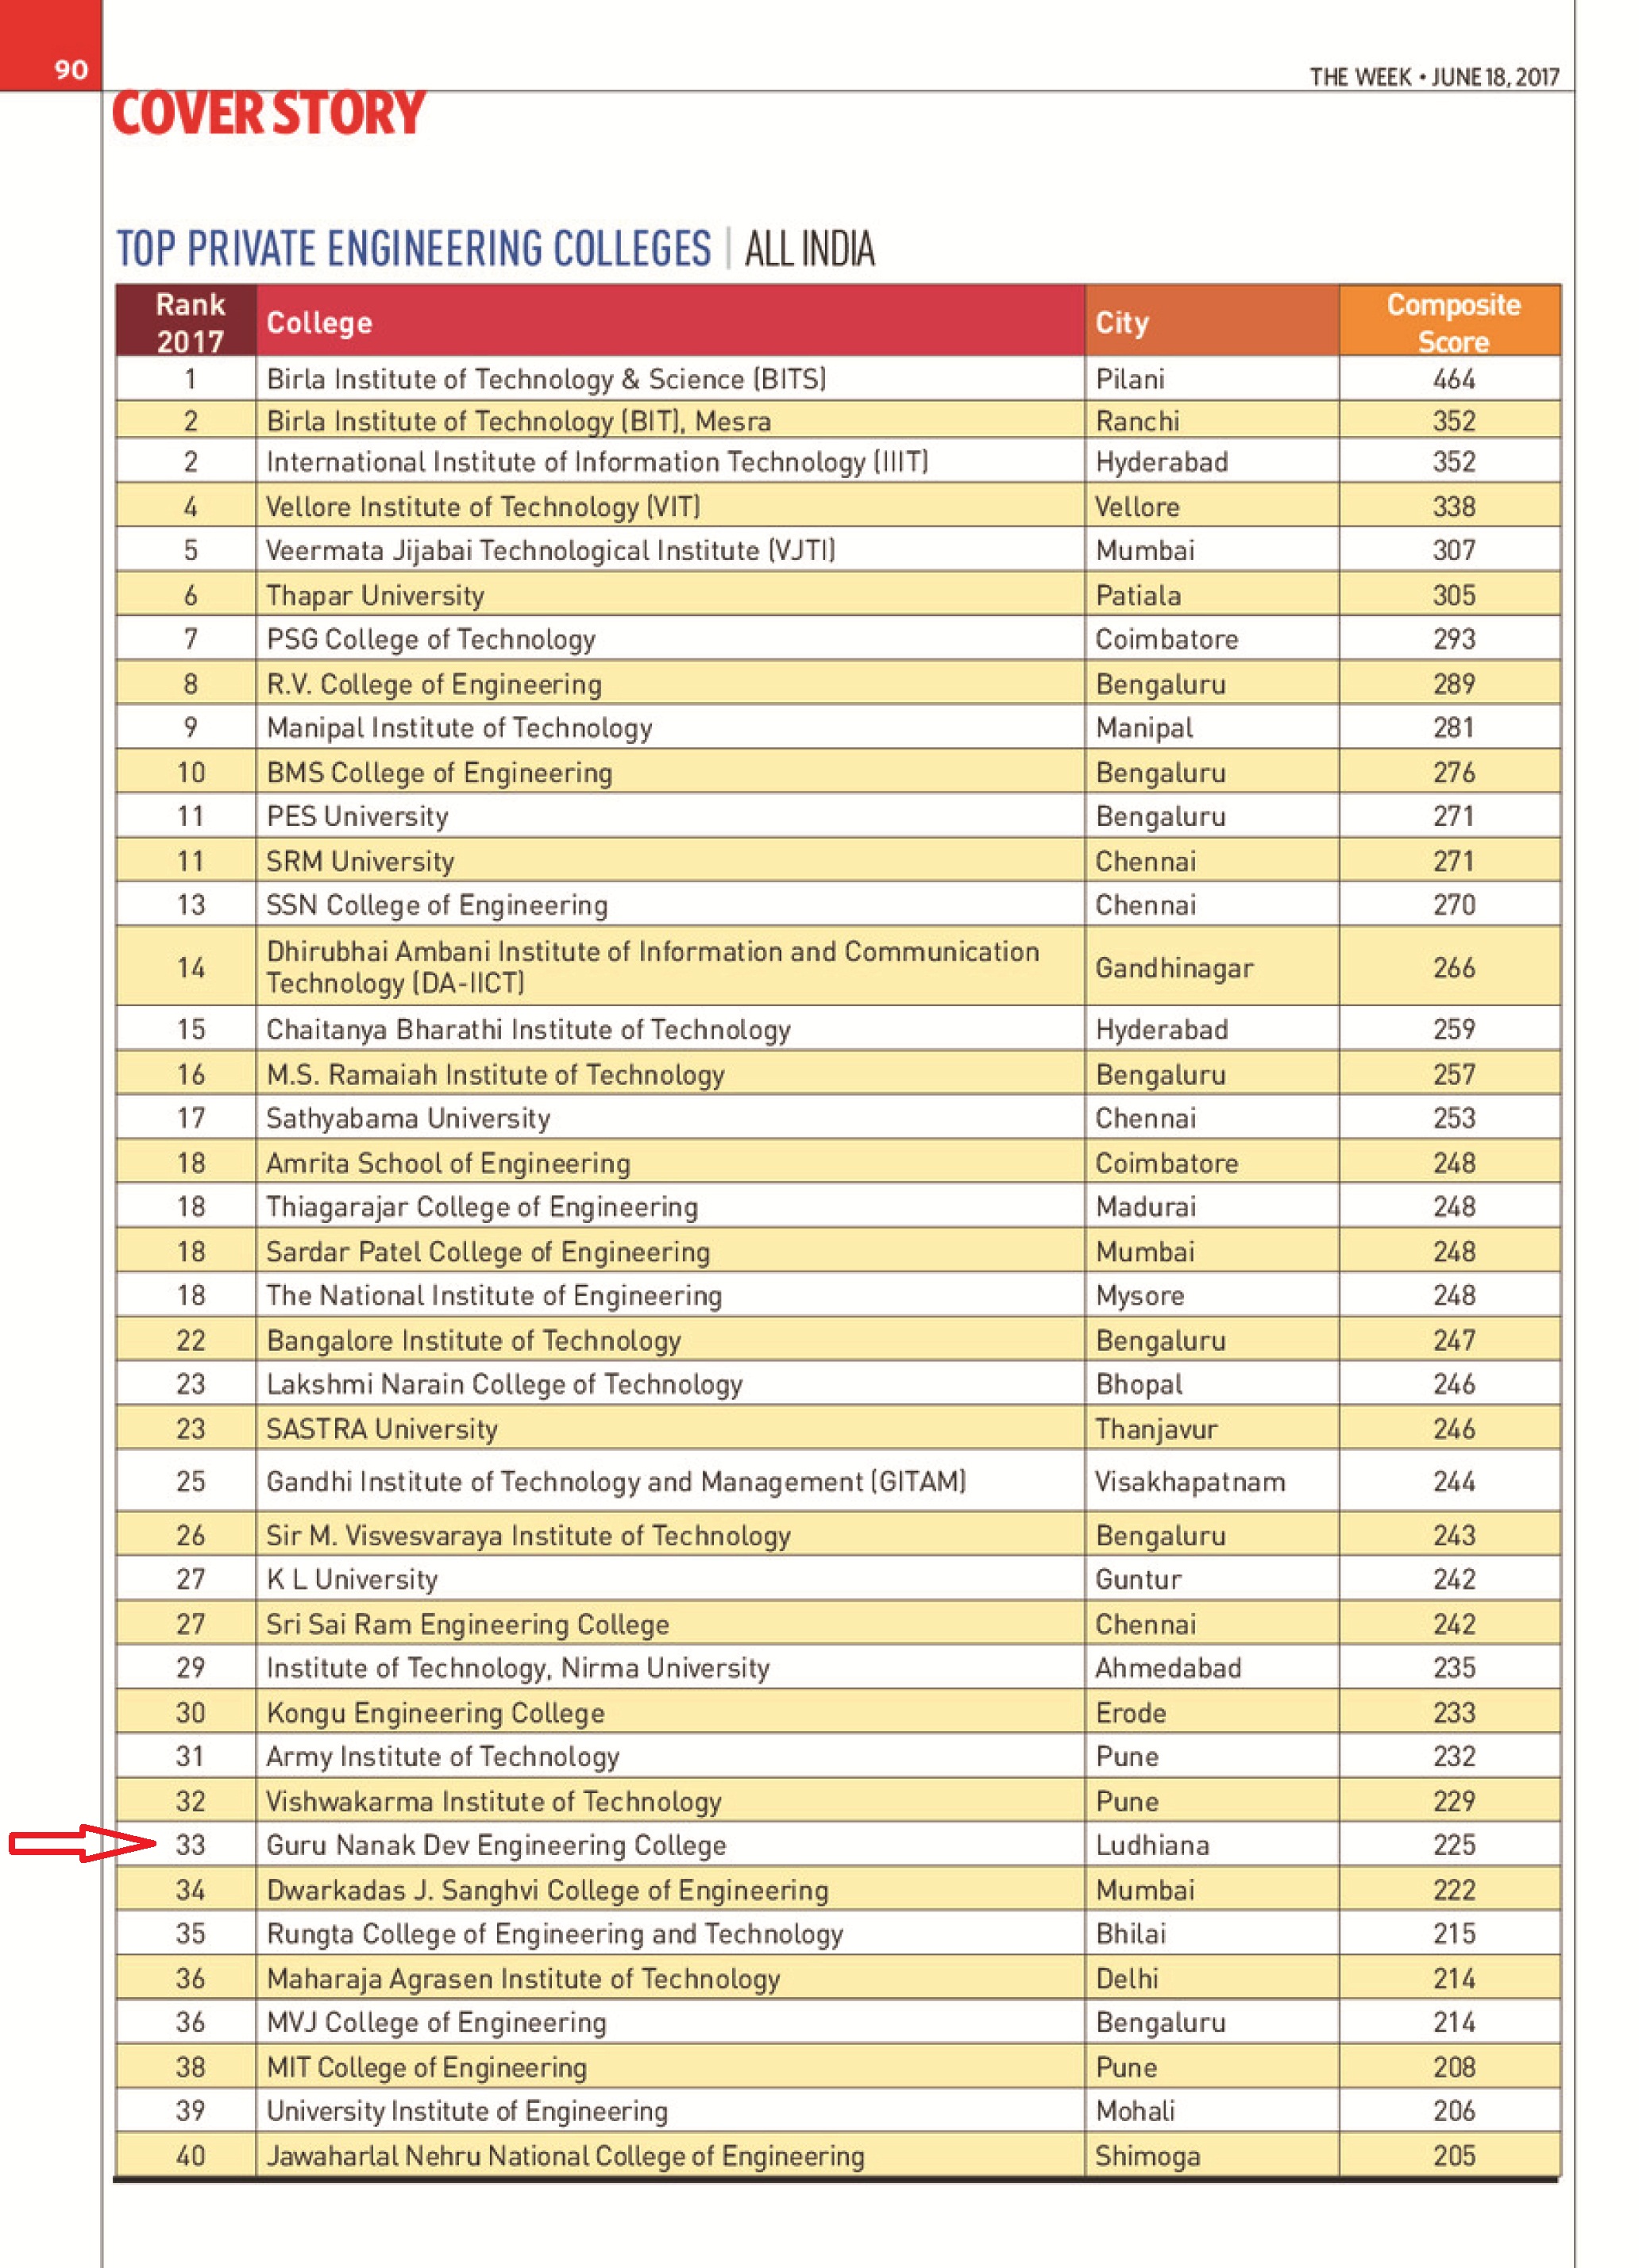 90
THE WEEK • JUNE 18, 2017
COVER STORY
TOP PRIVATE ENGINEERING COLLEGES | ALL INDIA
Rank 2017 College City Composite Score
1 Birla Institute of Technology & Science (BITS) Pilani 464
2 Birla Institute of Technology (BIT), Mesra Ranchi 352
2 International Institute of Information Technology (IIIT) Hyderabad 352
4 Vellore Institute of Technology (VIT) Vellore 338
5 Veermata Jijabai Technological Institute (VJTI) Mumbai 307
6 Thapar University Patiala 305
7 PSG College of Technology Coimbatore 293
8 R.V. College of Engineering Bengaluru 289
9 Manipal Institute of Technology Manipal 281
10 BMS College of Engineering Bengaluru 276
11 PES University Bengaluru 271
11 SRM University Chennai 271
13 SSN College of Engineering Chennai 270
14 Dhirubhai Ambani Institute of Information and Communication Technology (DA-IICT) Gandhinagar 266
15 Chaitanya Bharathi Institute of Technology Hyderabad 259
16 M.S. Ramaiah Institute of Technology Bengaluru 257
17 Sathyabama University Chennai 253
18 Amrita School of Engineering Coimbatore 248
18 Thiagarajar College of Engineering Madurai 248
18 Sardar Patel College of Engineering Mumbai 248
18 The National Institute of Engineering Mysore 248
22 Bangalore Institute of Technology Bengaluru 247
23 Lakshmi Narain College of Technology Bhopal 246
23 SASTRA University Thanjavur 246
25 Gandhi Institute of Technology and Management (GITAM) Visakhapatnam 244
26 Sir M. Visvesvaraya Institute of Technology Bengaluru 243
27 K L University Guntur 242
27 Sri Sai Ram Engineering College Chennai 242
29 Institute of Technology, Nirma University Ahmedabad 235
30 Kongu Engineering College Erode 233
31 Army Institute of Technology Pune 232
32 Vishwakarma Institute of Technology Pune 229
33 Guru Nanak Dev Engineering College Ludhiana 225
34 Dwarkadas J. Sanghvi College of Engineering Mumbai 222
35 Rungta College of Engineering and Technology Bhilai 215
36 Maharaja Agrasen Institute of Technology Delhi 214
36 MVJ College of Engineering Bengaluru 214
38 MIT College of Engineering Pune 208
39 University Institute of Engineering Mohali 206
40 Jawaharlal Nehru National College of Engineering Shimoga 205